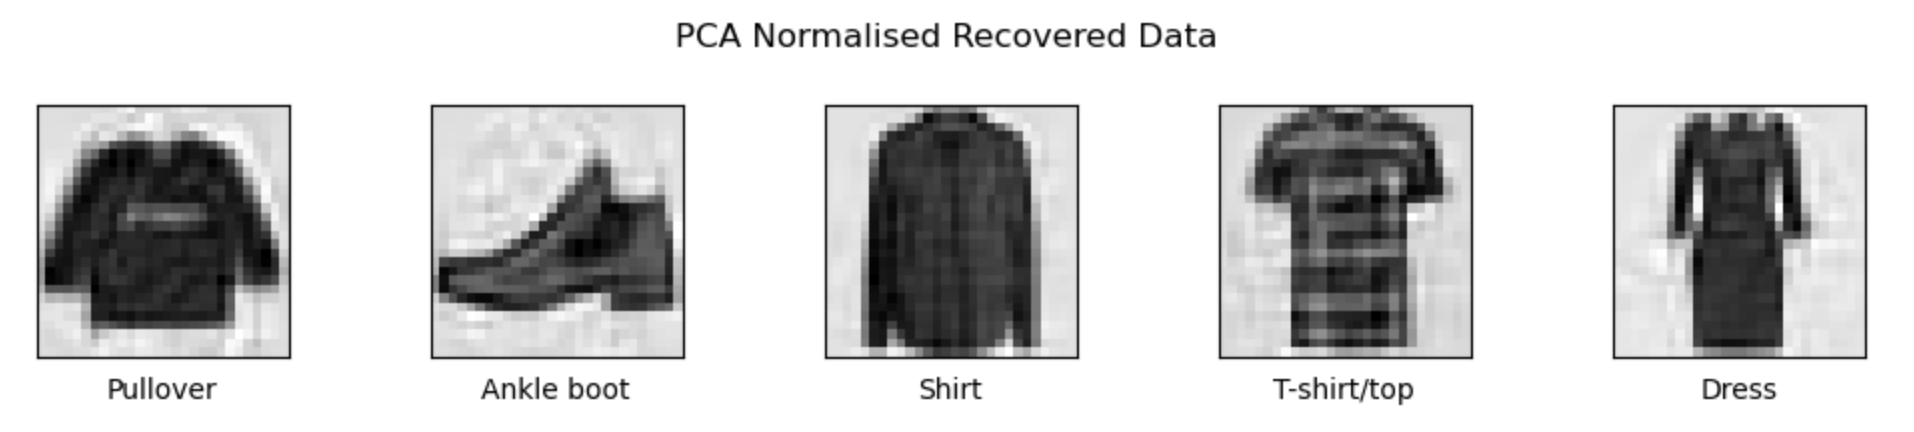 PCA Normalised Recovered Data
Pullover
Ankle boot
Shirt
T-shirt/top
Dress